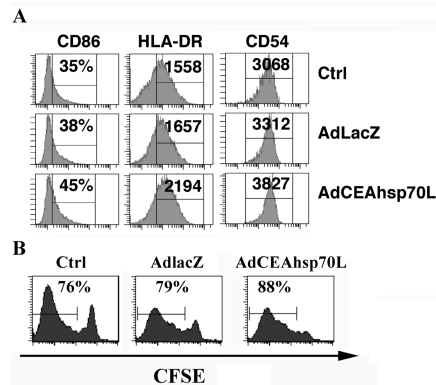 A
CD86 HLA-DR CD54
35% 1558 3068 Ctrl
38% 1657 3312 AdLacZ
45% 2194 3827 AdCEAhsp70L
B
Ctrl AdlacZ AdCEAhsp70L
76% 79% 88%
CFSE